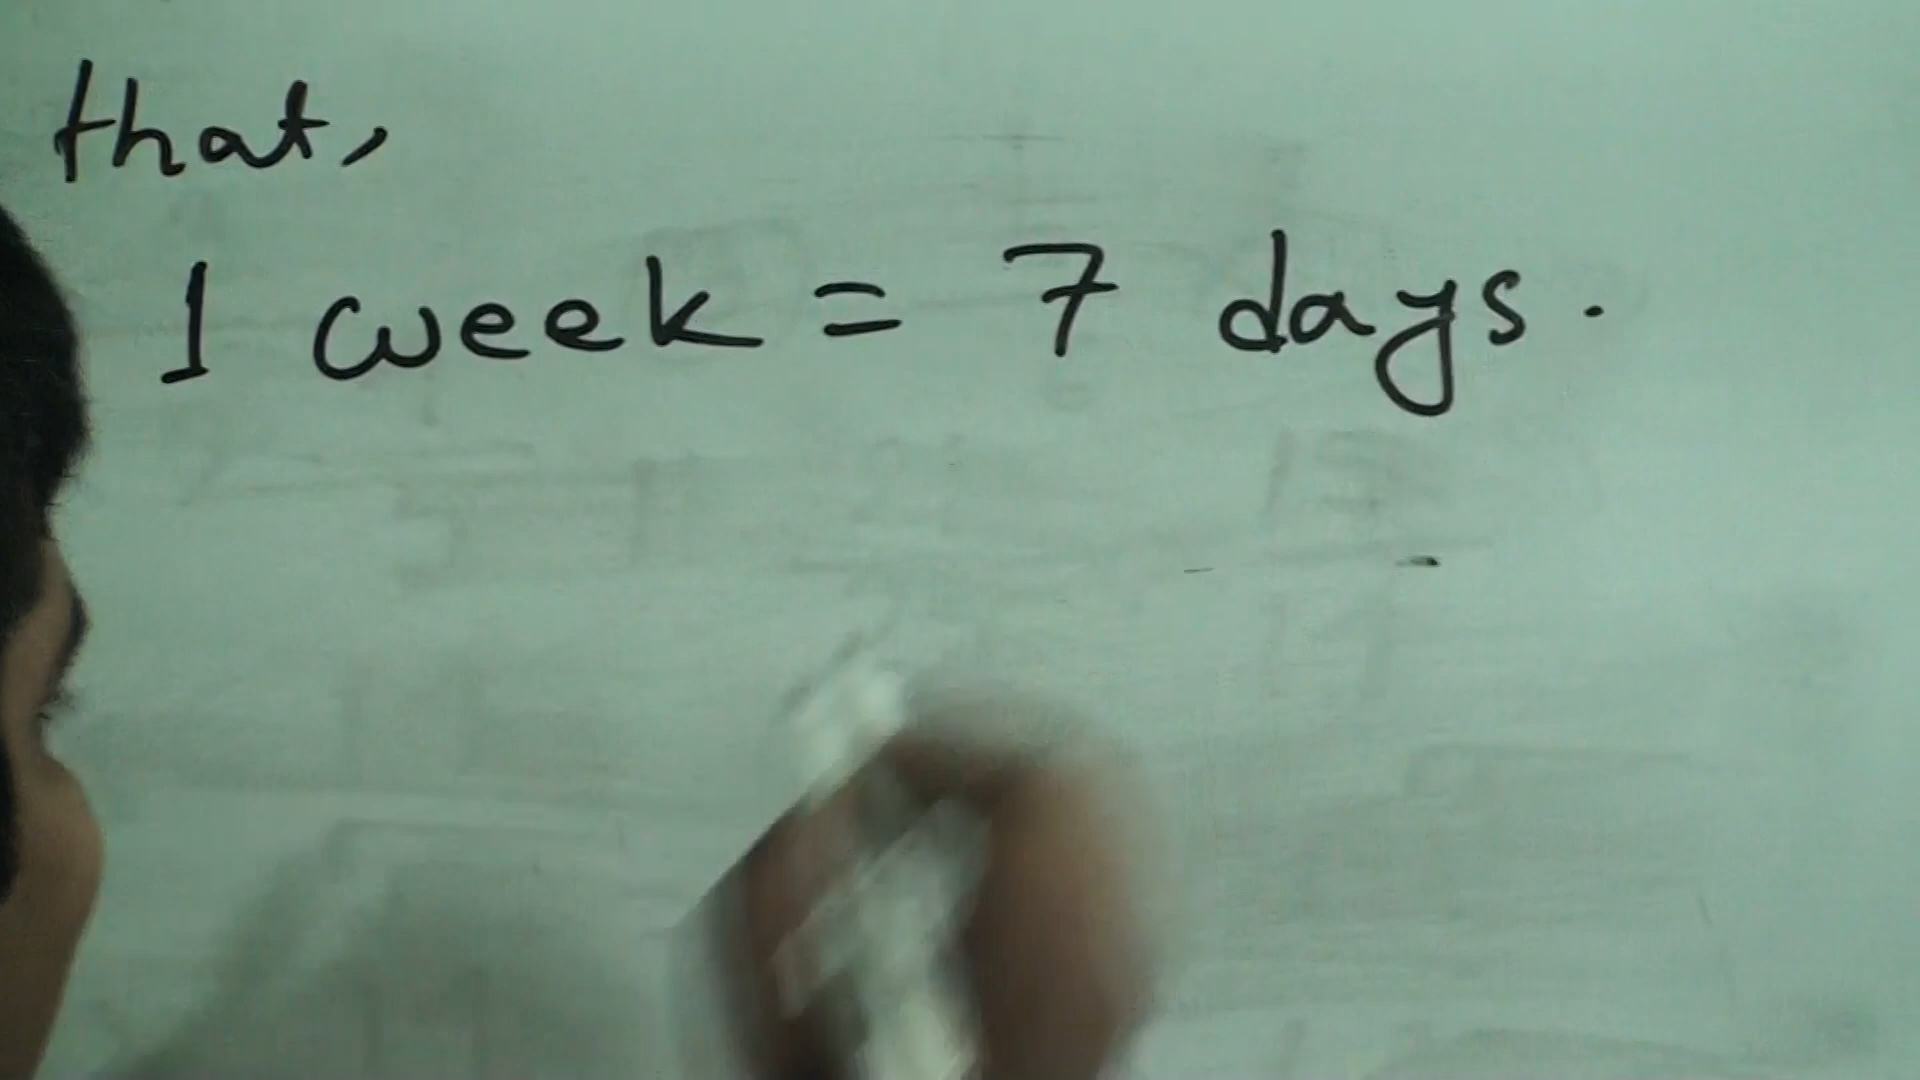 that,
1 week = 7 days.